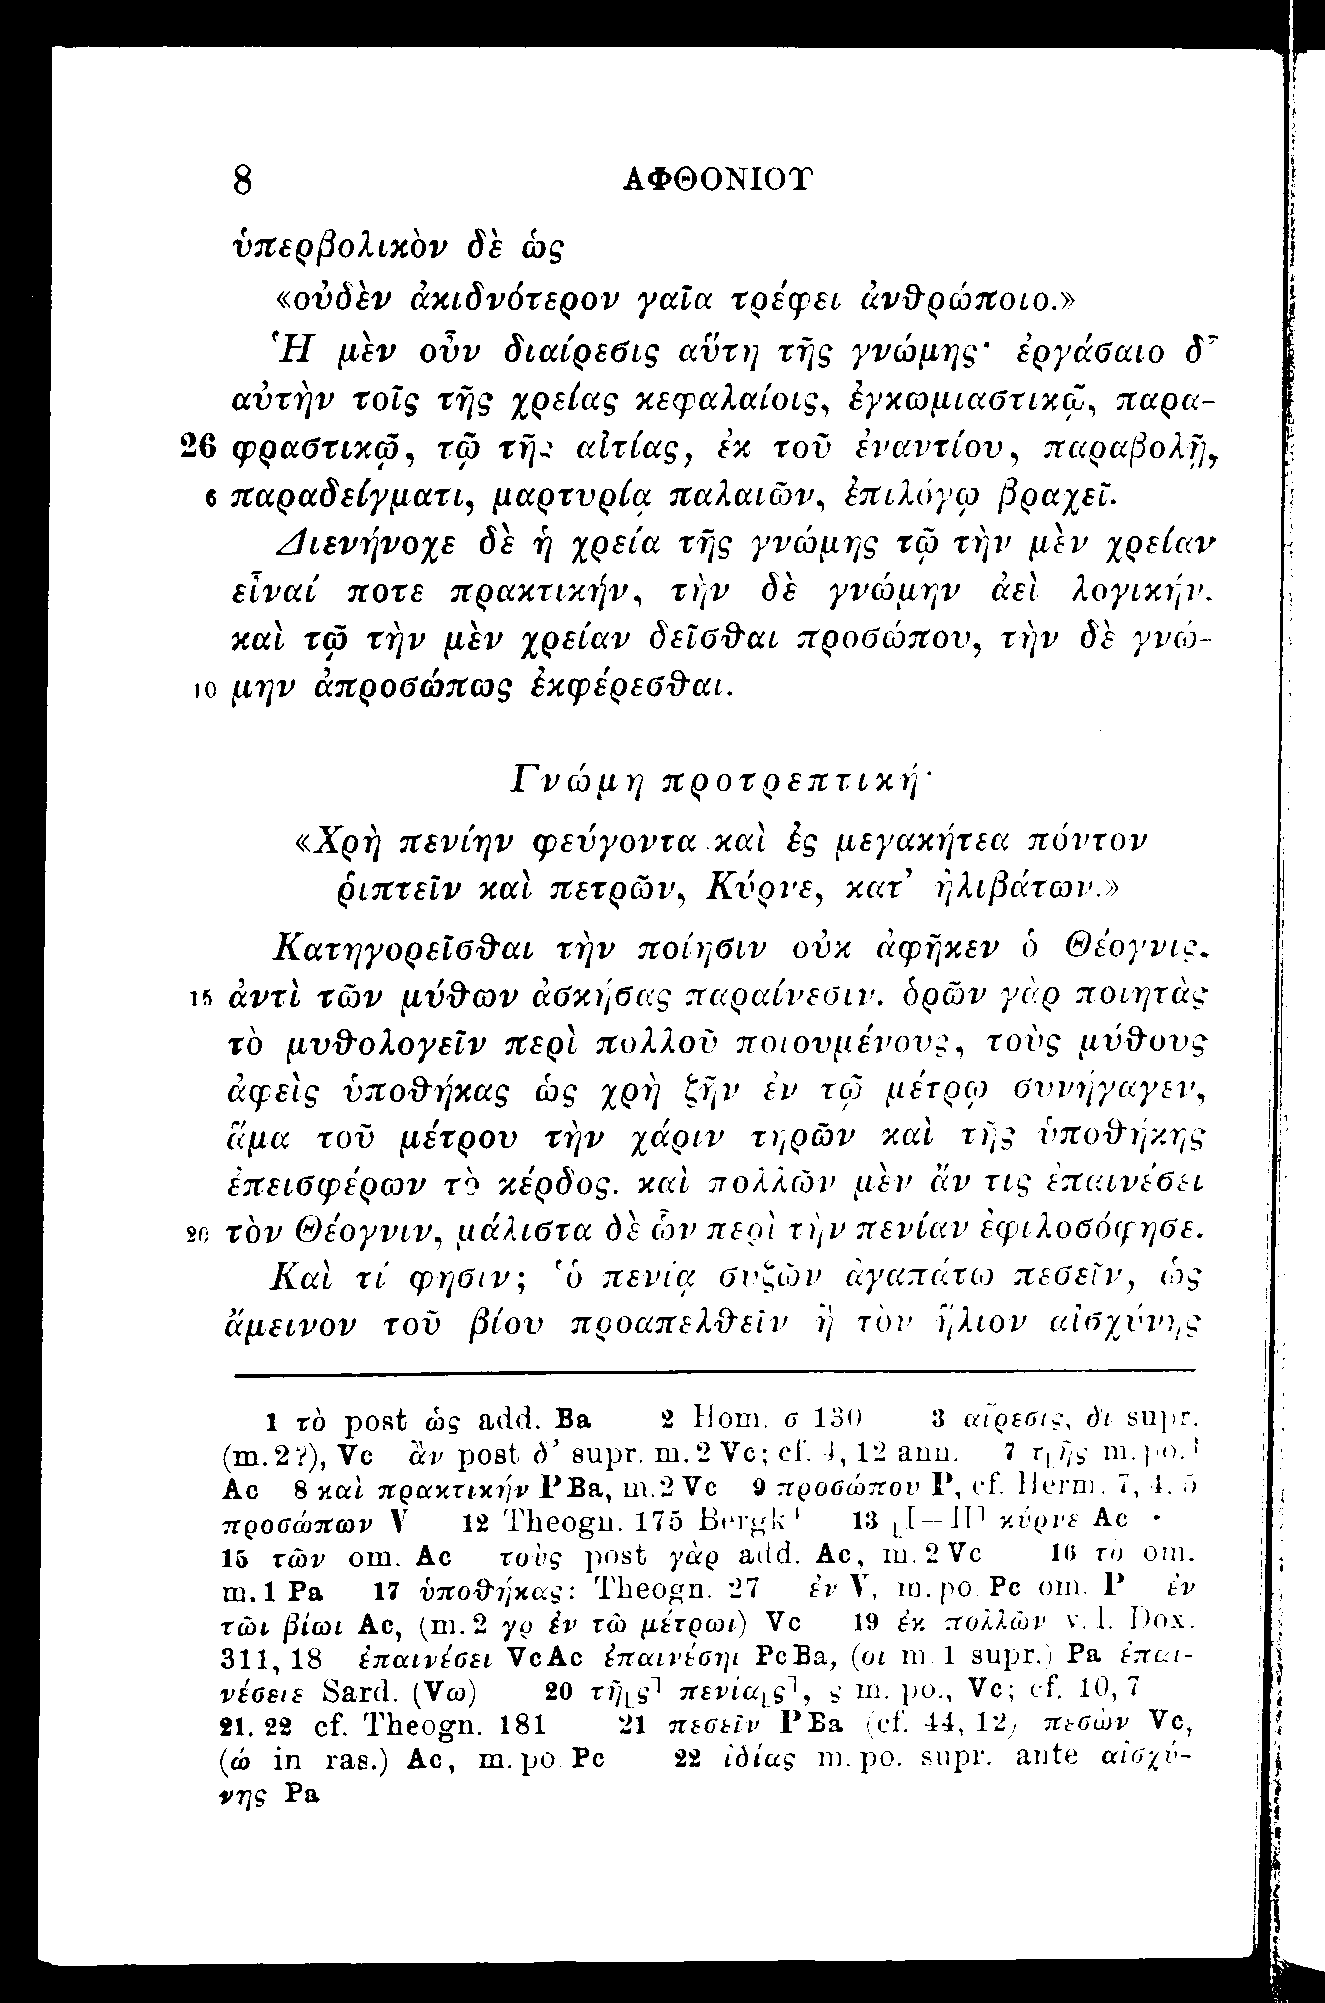 8 ΑΦΘΟΝΙΟΥ
ὑπερβολικὸν δὲ ὡς
«οὐδὲν ἀκιδνότερον γαῖα τρέφει ἀνθρώποιο.»
Ἡ μὲν οὖν διαίρεσις αὕτη τῆς γνώμης· ἐργάσαιο δ’
αὐτὴν τοῖς τῆς χρείας κεφαλαίοις, ἐγκωμιαστικῷ, παρα-
26 φραστικῷ, τῷ τῆς αἰτίας, ἐκ τοῦ ἐναντίου, παραβολῇ,
5 παραδείγματι, μαρτυρίᾳ παλαιῶν, ἐπιλόγῳ βραχεῖ.
Διενήνοχε δὲ ἡ χρεία τῆς γνώμης τῷ τὴν μὲν χρείαν
εἶναί ποτε πρακτικήν, τὴν δὲ γνώμην ἀεὶ λογικήν.
καὶ τῷ τὴν μὲν χρείαν δεῖσθαι προσώπου, τὴν δὲ γνώ-
10 μην ἀπροσώπως ἐκφέρεσθαι.
Γνώμη προτρεπτική·
«Χρὴ πενίην φεύγοντα καὶ ἐς μεγακήτεα πόντον
ῥιπτεῖν καὶ πετρῶν, Κύρνε, κατ’ ἠλιβάτων.»
Κατηγορεῖσθαι τὴν ποίησιν οὐκ ἀφῆκεν ὁ Θέογνις.
15 ἀντὶ τῶν μύθων ἀσκήσας παραίνεσιν. ὁρῶν γὰρ ποιητὰς
τὸ μυθολογεῖν περὶ πολλοῦ ποιουμένους, τοὺς μύθους
ἀφεὶς ὑποθήκας ὡς χρὴ ζῆν ἐν τῷ μέτρῳ συνήγαγεν,
ἅμα τοῦ μέτρου τὴν χάριν τηρῶν καὶ τῆς ὑποθήκης
ἐπεισφέρων τὸ κέρδος. καὶ πολλῶν μὲν ἄν τις ἐπαινέσει
20 τὸν Θέογνιν, μάλιστα δὲ ὧν περὶ τὴν πενίαν ἐφιλοσόφησε.
Καὶ τί φησιν; ‘ὁ πενίᾳ συζῶν ἀγαπάτω πεσεῖν, ὡς
ἄμεινον τοῦ βίου προαπελθεῖν ἢ τὸν ἥλιον αἰσχύνης
1 τὸ post ὡς add. Ba 2 Hom. σ 130 3 αἵρεσις, δι supr.
(m. 2?), Vc ἂν post δ’ supr. m. 2 Vc; cf. 4, 12 ann. 7 τ⌊ῆς m. po.⌉
Ac 8 καὶ πρακτικήν P Ba, m. 2 Vc 9 προσώπου P, cf. Herm. 7, 4. 5
προσώπων V 12 Theogn. 175 Bergk⁴ 13 ⌊I—II⌉ κύρνε Ac
15 τῶν om. Ac τοὺς post γὰρ add. Ac, m. 2 Vc 16 τὸ om.
m. 1 Pa 17 ὑποθήκας: Theogn. 27 ἐν V, m. po. Pc om. P ἐν
τῶι βίωι Ac, (m. 2 γρ ἐν τῶ μέτρωι) Vc 19 ἐκ πολλῶν v. l. Dox.
311, 18 ἐπαινέσει Vc Ac ἐπαινέσηι Pc Ba, (οι m. 1 supr.) Pa ἐπαι-
νέσειε Sard. (Vω) 20 τῆ⌊ς⌉ πενία⌊ς⌉, ς m. po., Vc; cf. 10, 7
21. 22 cf. Theogn. 181 21 πεσεῖν P Ba (cf. 44, 12) πεσὼν Vc,
(ὼ in ras.) Ac, m. po Pc 22 ἰδίας m. po. supr. ante αἰσχύ-
νης Pa